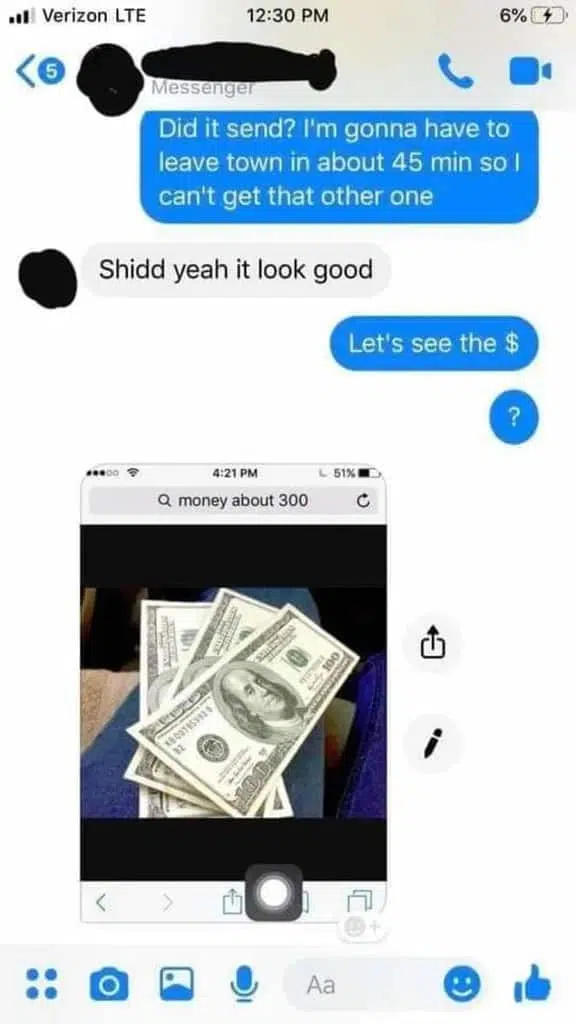 Verizon LTE 12:30 PM 6%
5
Messenger
Did it send? I'm gonna have to
leave town in about 45 min so I
can't get that other one
Shidd yeah it look good
Let's see the $
?
4:21 PM 51%
money about 300
100
100
Aa